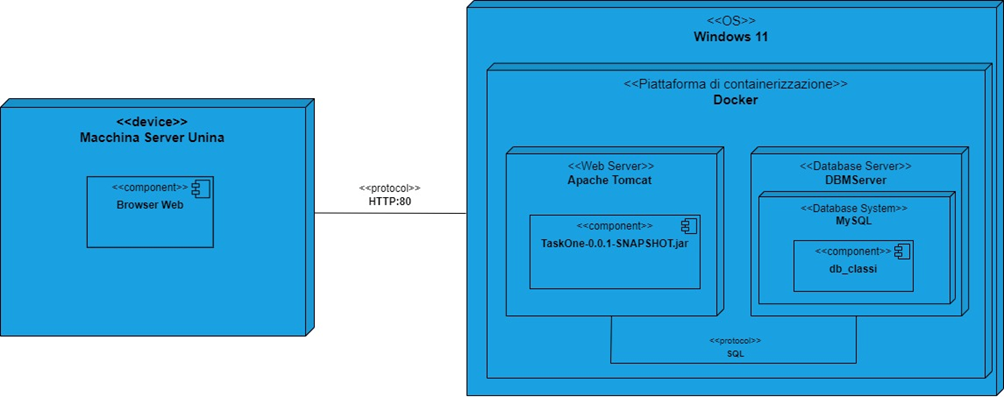 <<OS>>
Windows 11
<<Piattaforma di containerizzazione>>
Docker
<<device>>
Macchina Server Unina
<<component>>
Browser Web
<<protocol>>
HTTP:80
<<Web Server>>
Apache Tomcat
<<component>>
TaskOne-0.0.1-SNAPSHOT.jar
<<Database Server>>
DBMServer
<<Database System>>
MySQL
<<component>>
db_classi
<<protocol>>
SQL